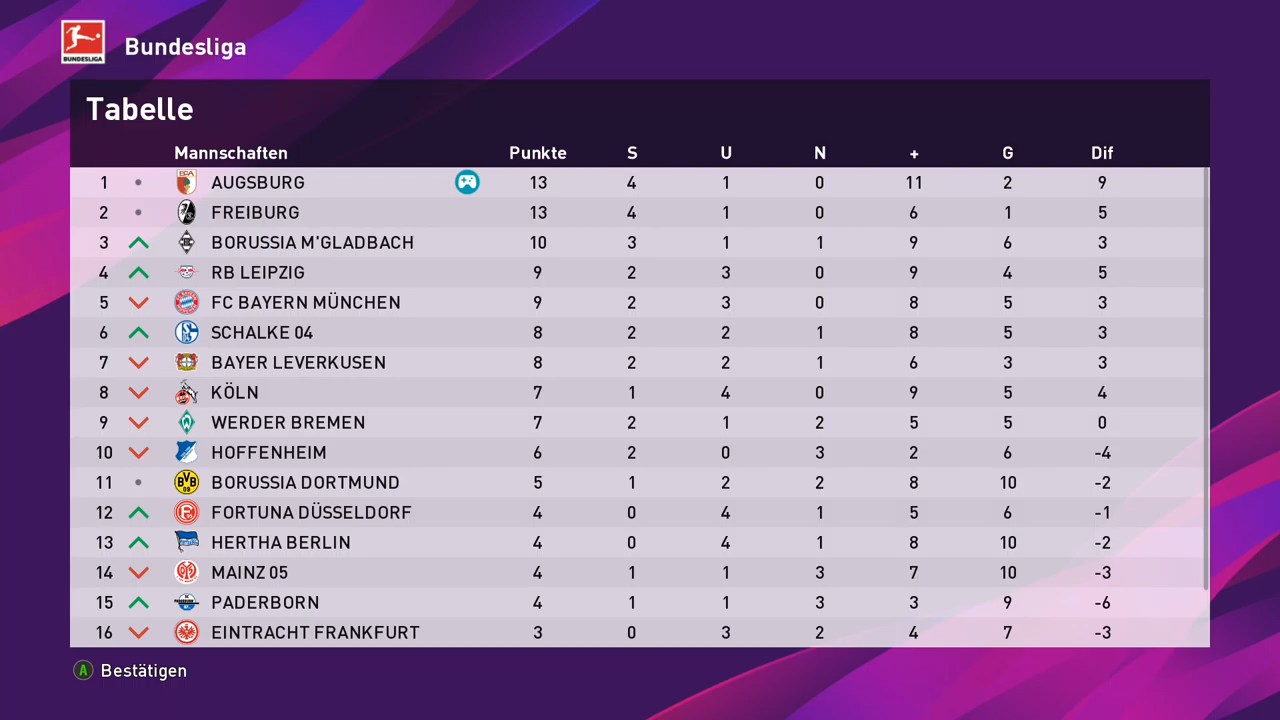 BUNDESLIGA
Bundesliga
Tabelle
Mannschaften Punkte S U N + G Dif
1 AUGSBURG 13 4 1 0 11 2 9
2 FREIBURG 13 4 1 0 6 1 5
3 BORUSSIA M'GLADBACH 10 3 1 1 9 6 3
4 RB LEIPZIG 9 2 3 0 9 4 5
5 FC BAYERN MÜNCHEN 9 2 3 0 8 5 3
6 SCHALKE 04 8 2 2 1 8 5 3
7 BAYER LEVERKUSEN 8 2 2 1 6 3 3
8 KÖLN 7 1 4 0 9 5 4
9 WERDER BREMEN 7 2 1 2 5 5 0
10 HOFFENHEIM 6 2 0 3 2 6 -4
11 BORUSSIA DORTMUND 5 1 2 2 8 10 -2
12 FORTUNA DÜSSELDORF 4 0 4 1 5 6 -1
13 HERTHA BERLIN 4 0 4 1 8 10 -2
14 MAINZ 05 4 1 1 3 7 10 -3
15 PADERBORN 4 1 1 3 3 9 -6
16 EINTRACHT FRANKFURT 3 0 3 2 4 7 -3
A Bestätigen